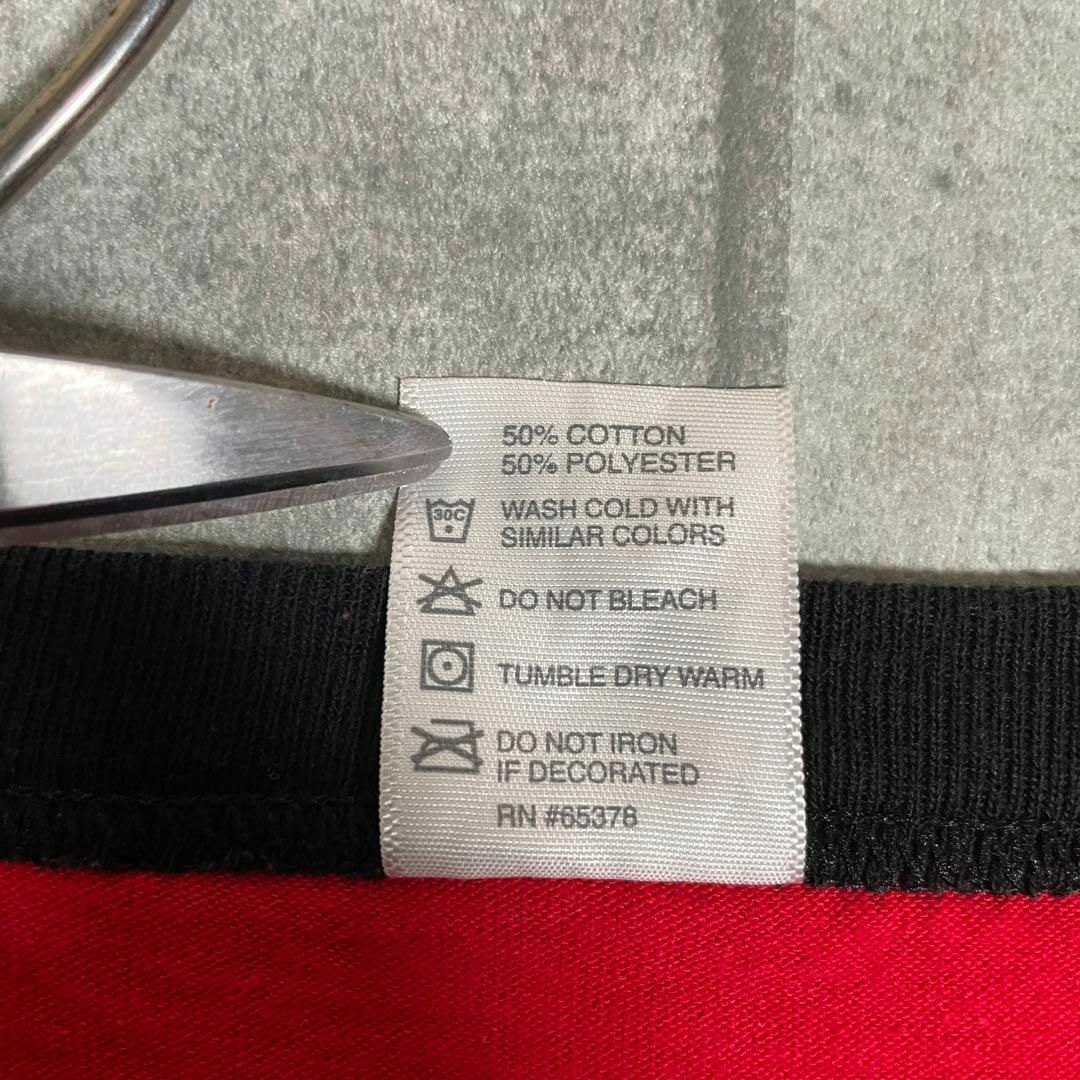 50% COTTON
50% POLYESTER
30C
WASH COLD WITH
SIMILAR COLORS
DO NOT BLEACH
TUMBLE DRY WARM
DO NOT IRON
IF DECORATED
RN #65378